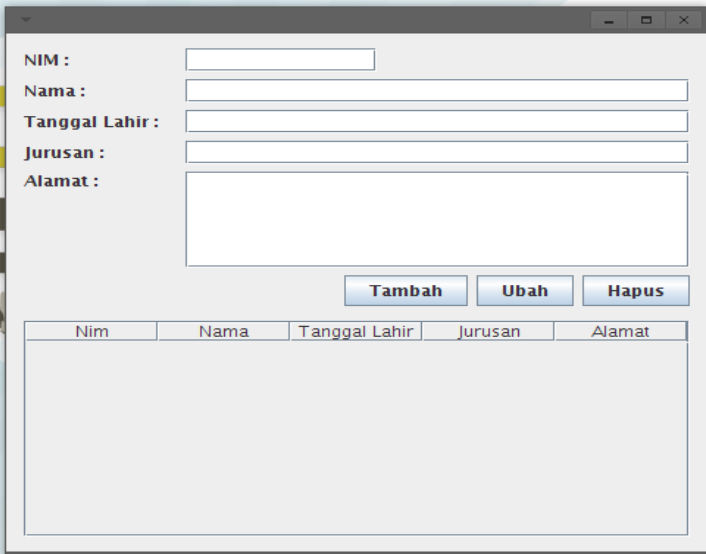 NIM :
Nama :
Tanggal Lahir :
Jurusan :
Alamat :
Tambah Ubah Hapus
Nim Nama Tanggal Lahir Jurusan Alamat